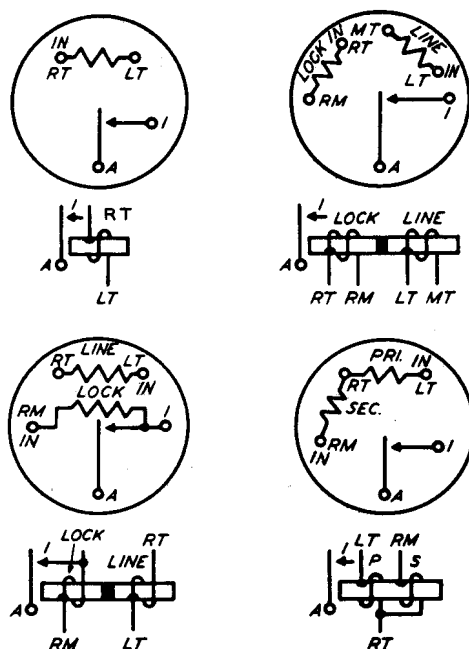 IN
RT LT
I
A
I RT
A
LT
LOCK IN RT MT LINE
RM LT IN
I
A
I LOCK LINE
A
RT RM LT MT
RT LINE LT
IN
LOCK
RM
IN I
A
LOCK
I LINE RT
A
RM LT
PRI. IN
RT LT
SEC.
IN RM
I
A
LT RM
I P S
A
RT